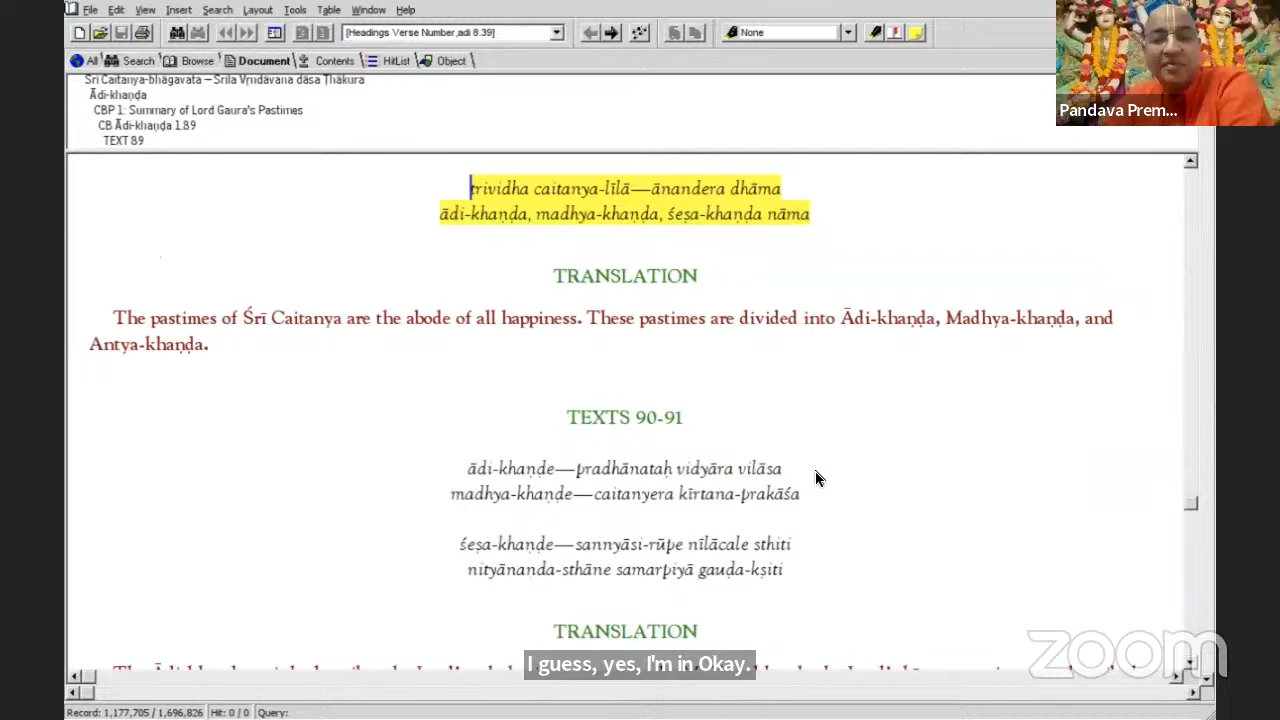 File Edit View Insert Search Layout Tools Table Window Help
[Headings Verse Number,adi 8.39]
None
All Search Browse Document Contents HitList Object
Śrī Caitanya-bhāgavata – Śrīla Vṛndāvana dāsa Ṭhākura
Ādi-khaṇḍa
CBP 1: Summary of Lord Gaura's Pastimes
CB Ādi-khaṇḍa 1.89
TEXT 89
Pandava Prem...
trividha caitanya-līlā—ānandera dhāma
ādi-khaṇḍa, madhya-khaṇḍa, śeṣa-khaṇḍa nāma
TRANSLATION
The pastimes of Śrī Caitanya are the abode of all happiness. These pastimes are divided into Ādi-khaṇḍa, Madhya-khaṇḍa, and
Antya-khaṇḍa.
TEXTS 90-91
ādi-khaṇḍe—pradhānataḥ vidyāra vilāsa
madhya-khaṇḍe—caitanyera kīrtana-prakāśa
śeṣa-khaṇḍe—sannyāsi-rūpe nīlācale sthiti
nityānanda-sthāne samarpiyā gauḍa-kṣiti
TRANSLATION
I guess, yes, I'm in Okay.
zoom
Record: 1,177,705 / 1,696,826 Hit: 0 / 0 Query: